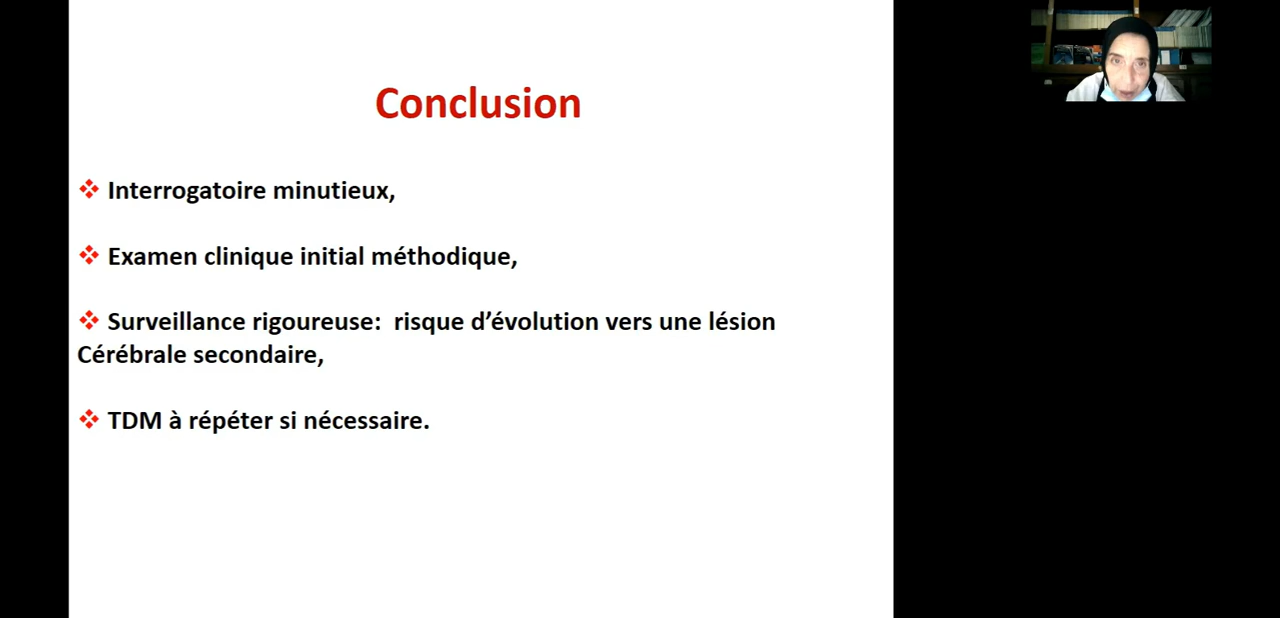 Conclusion
❖ Interrogatoire minutieux,
❖ Examen clinique initial méthodique,
❖ Surveillance rigoureuse:  risque d’évolution vers une lésion
Cérébrale secondaire,
❖ TDM à répéter si nécessaire.